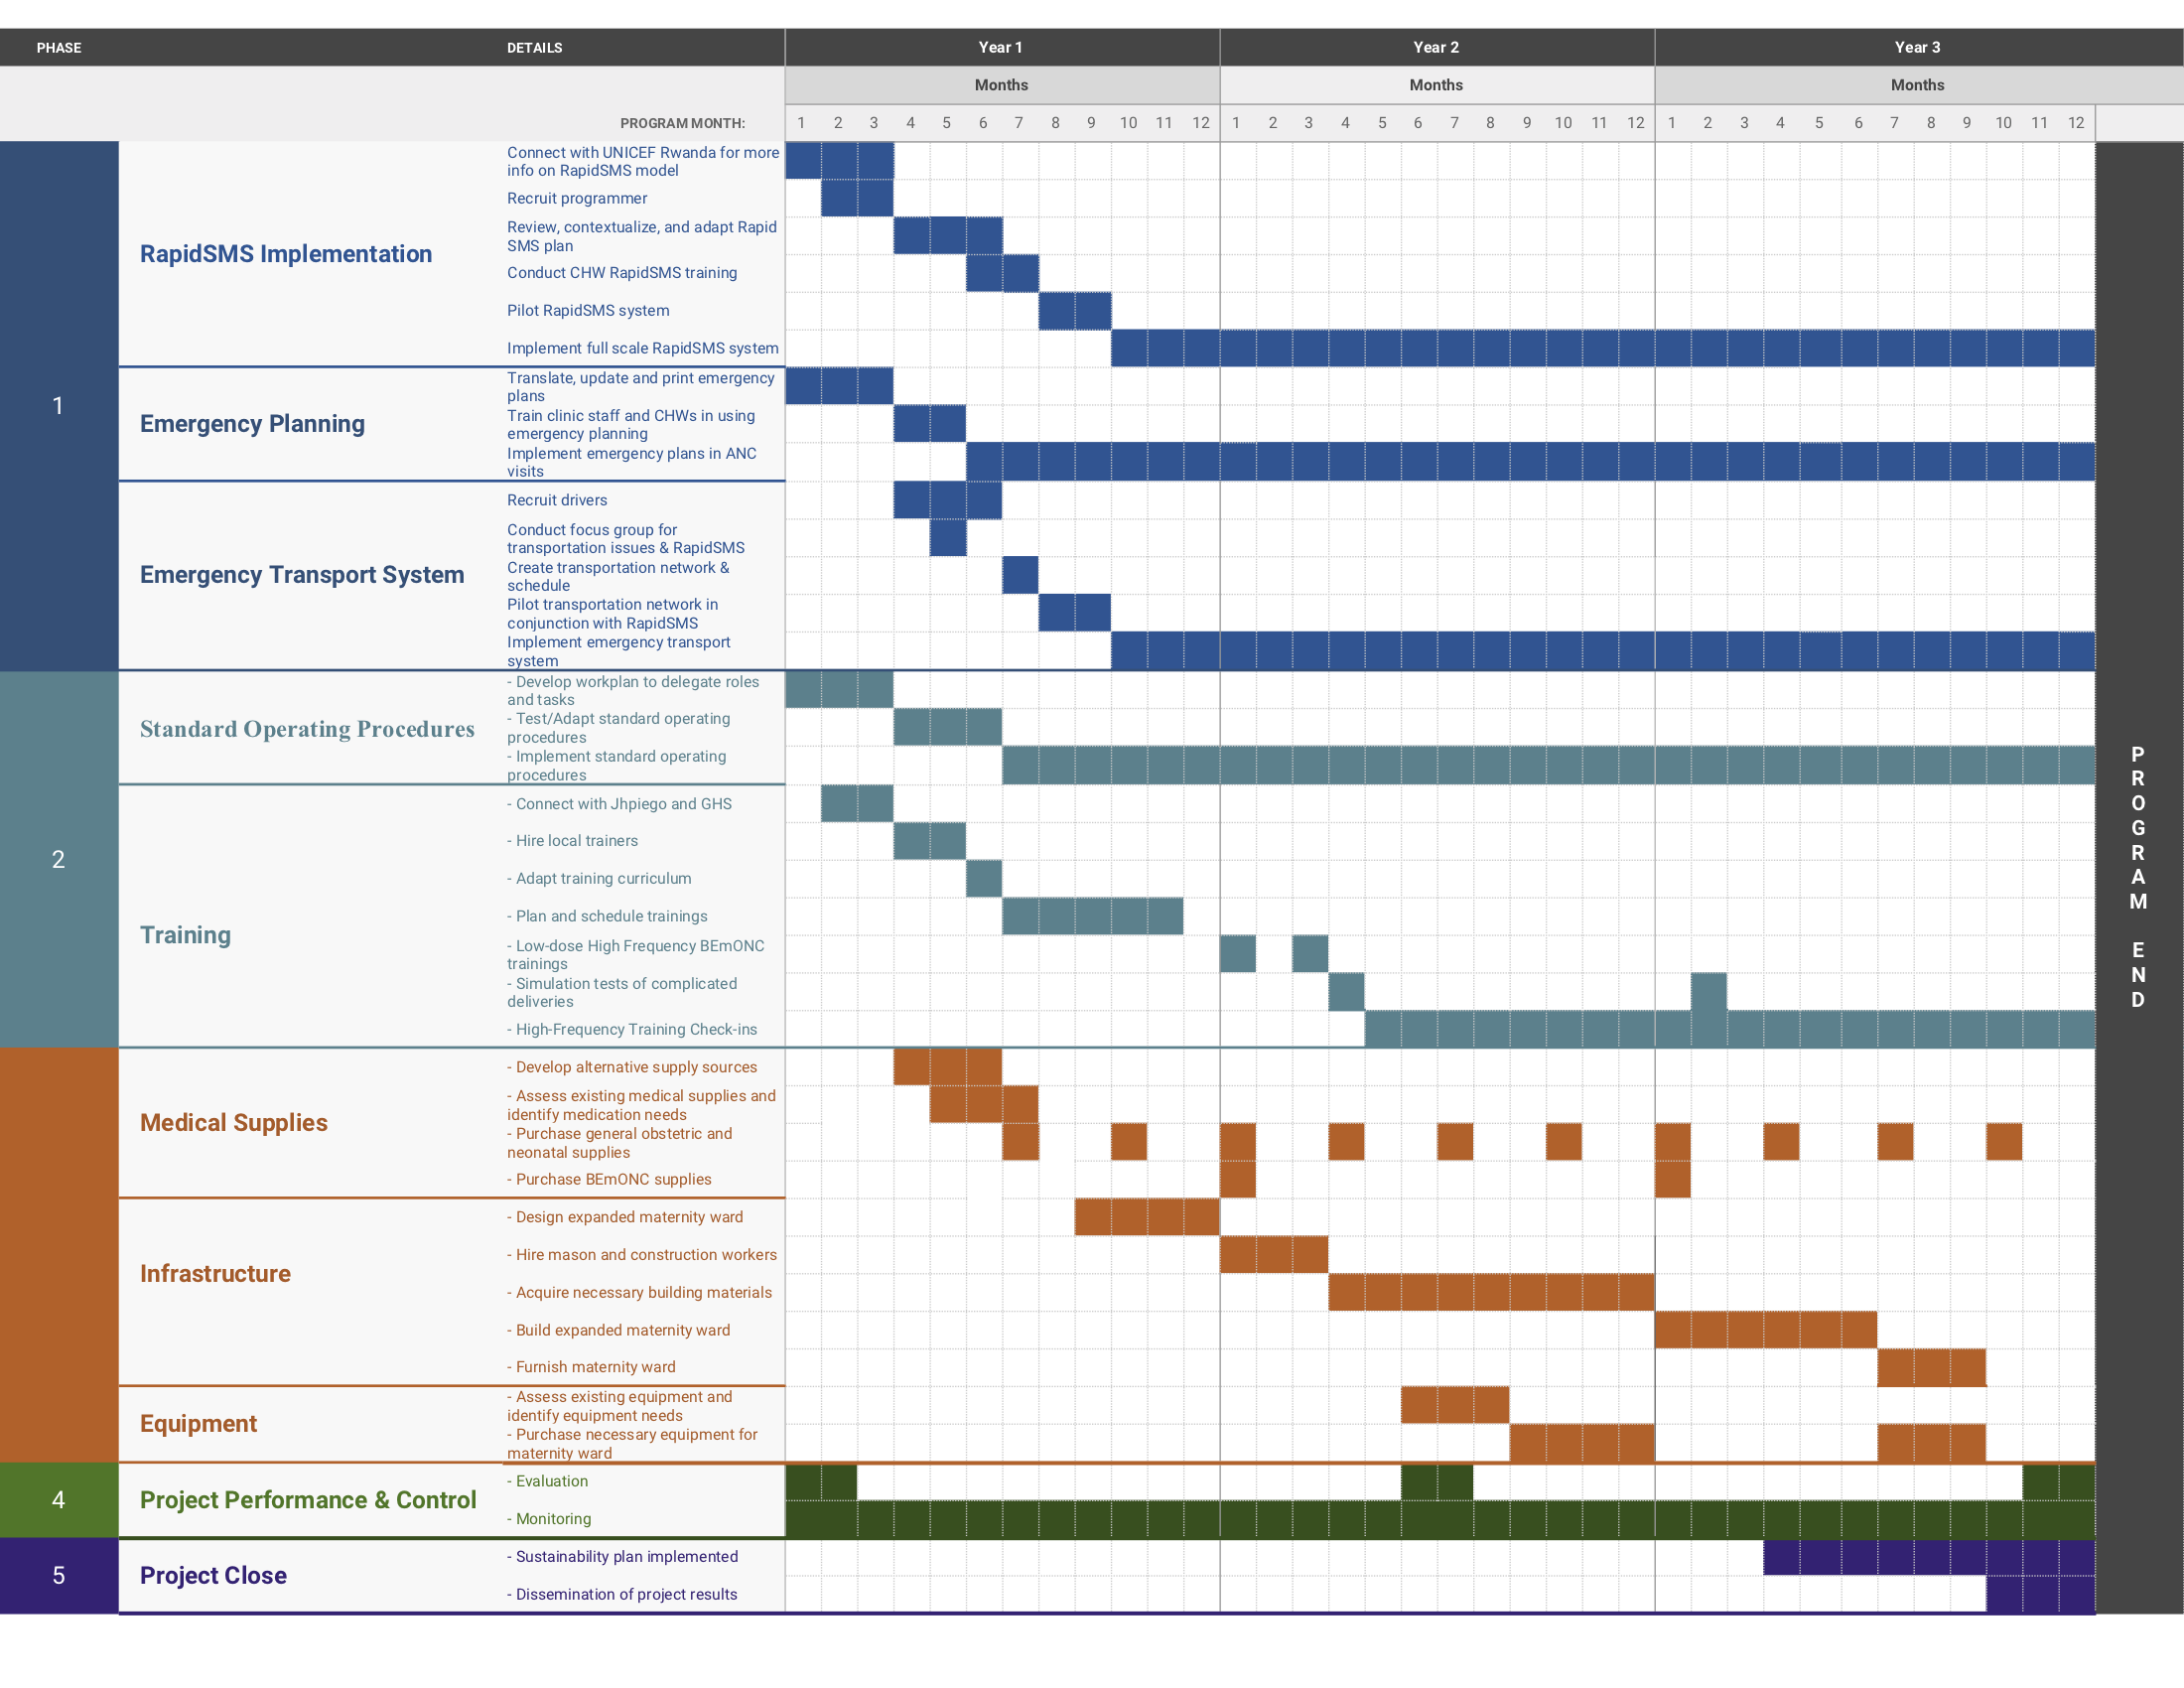 PHASE DETAILS Year 1 Year 2 Year 3
Months Months Months
PROGRAM MONTH: 1 2 3 4 5 6 7 8 9 10 11 12 1 2 3 4 5 6 7 8 9 10 11 12 1 2 3 4 5 6 7 8 9 10 11 12
1
RapidSMS Implementation
Connect with UNICEF Rwanda for more
info on RapidSMS model
Recruit programmer
Review, contextualize, and adapt Rapid
SMS plan
Conduct CHW RapidSMS training
Pilot RapidSMS system
Implement full scale RapidSMS system
Emergency Planning
Translate, update and print emergency
plans
Train clinic staff and CHWs in using
emergency planning
Implement emergency plans in ANC
visits
Emergency Transport System
Recruit drivers
Conduct focus group for
transportation issues & RapidSMS
Create transportation network &
schedule
Pilot transportation network in
conjunction with RapidSMS
Implement emergency transport
system
2
Standard Operating Procedures
- Develop workplan to delegate roles
and tasks
- Test/Adapt standard operating
procedures
- Implement standard operating
procedures
Training
- Connect with Jhpiego and GHS
- Hire local trainers
- Adapt training curriculum
- Plan and schedule trainings
- Low-dose High Frequency BEmONC
trainings
- Simulation tests of complicated
deliveries
- High-Frequency Training Check-ins
Medical Supplies
- Develop alternative supply sources
- Assess existing medical supplies and
identify medication needs
- Purchase general obstetric and
neonatal supplies
- Purchase BEmONC supplies
Infrastructure
- Design expanded maternity ward
- Hire mason and construction workers
- Acquire necessary building materials
- Build expanded maternity ward
- Furnish maternity ward
Equipment
- Assess existing equipment and
identify equipment needs
- Purchase necessary equipment for
maternity ward
4
Project Performance & Control
- Evaluation
- Monitoring
5
Project Close
- Sustainability plan implemented
- Dissemination of project results
PROGRAM END